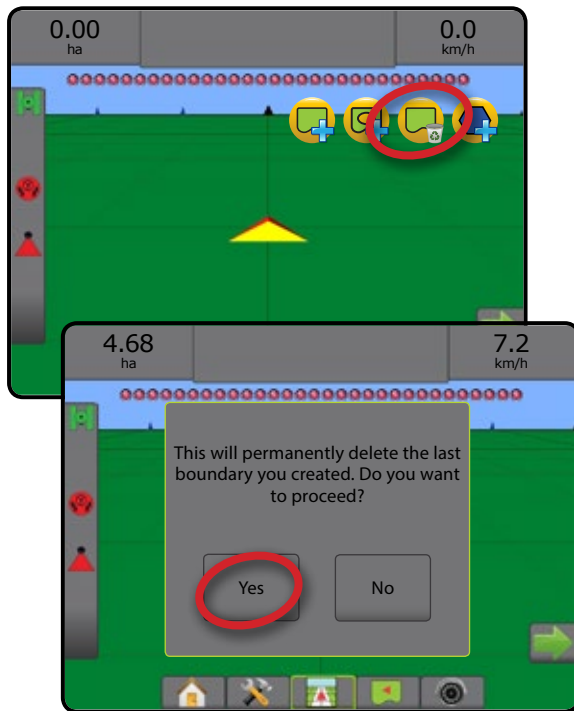 0.00
ha
0.0
km/h
4.68
ha
7.2
km/h
This will permanently delete the last
boundary you created. Do you want
to proceed?
Yes
No